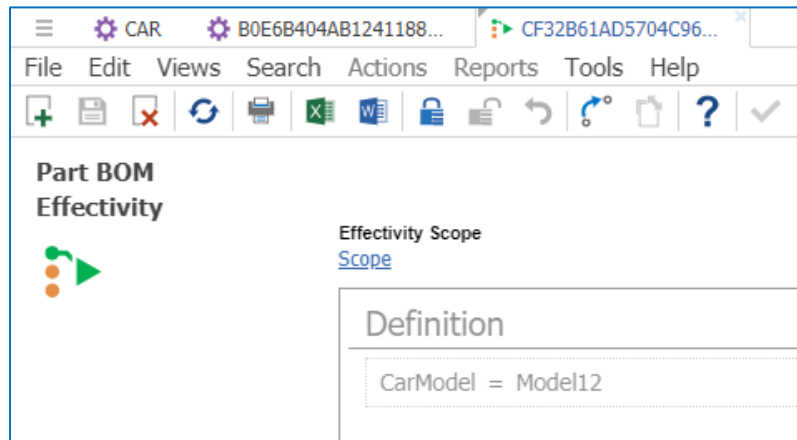 CAR B0E6B404AB1241188... CF32B61AD5704C96...
File Edit Views Search Actions Reports Tools Help
Part BOM
Effectivity
Effectivity Scope
Scope
Definition
CarModel = Model12